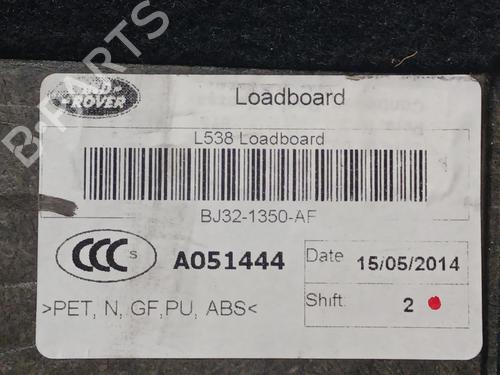 LAND ROVER
Loadboard
L538 Loadboard
BJ32-1350-AF
CCC S
A051444
Date 15/05/2014
Shift: 2
>PET, N, GF,PU, ABS<
B-PARTS